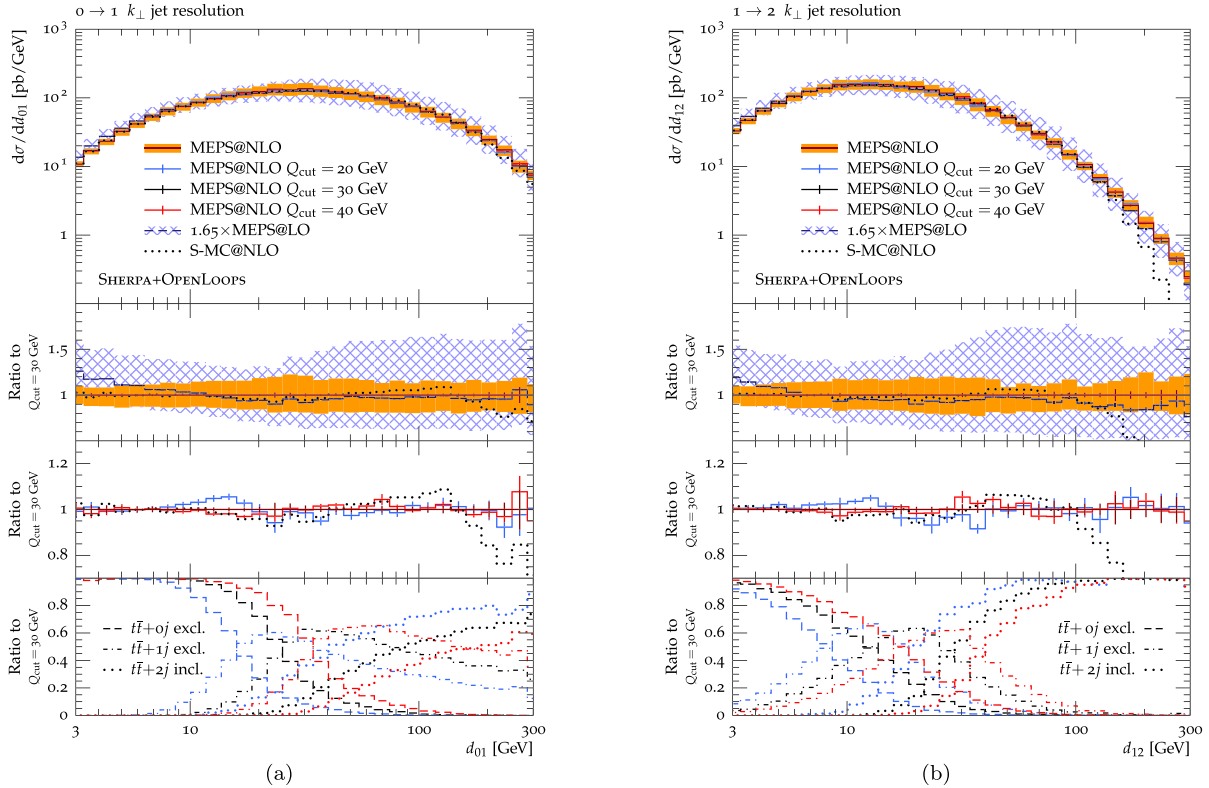 0 → 1 k⊥ jet resolution
10³
10²
10¹
1
dσ/dd₀₁ [pb/GeV]
MEPS@NLO
MEPS@NLO Qcut = 20 GeV
MEPS@NLO Qcut = 30 GeV
MEPS@NLO Qcut = 40 GeV
1.65×MEPS@LO
S-MC@NLO
SHERPA+OPENLOOPS
1.5
1
Ratio to
Qcut = 30 GeV
1.2
1
0.8
Ratio to
Qcut = 30 GeV
0.8
0.6
0.4
0.2
0
Ratio to
Qcut = 30 GeV
tt̄+0j excl.
tt̄+1j excl.
tt̄+2j incl.
3 10 100 300
d₀₁ [GeV]
(a)
1 → 2 k⊥ jet resolution
10³
10²
10¹
1
dσ/dd₁₂ [pb/GeV]
MEPS@NLO
MEPS@NLO Qcut = 20 GeV
MEPS@NLO Qcut = 30 GeV
MEPS@NLO Qcut = 40 GeV
1.65×MEPS@LO
S-MC@NLO
SHERPA+OPENLOOPS
1.5
1
Ratio to
Qcut = 30 GeV
1.2
1
0.8
Ratio to
Qcut = 30 GeV
0.8
0.6
0.4
0.2
0
Ratio to
Qcut = 30 GeV
tt̄+0j excl.
tt̄+1j excl.
tt̄+2j incl.
3 10 100 300
d₁₂ [GeV]
(b)